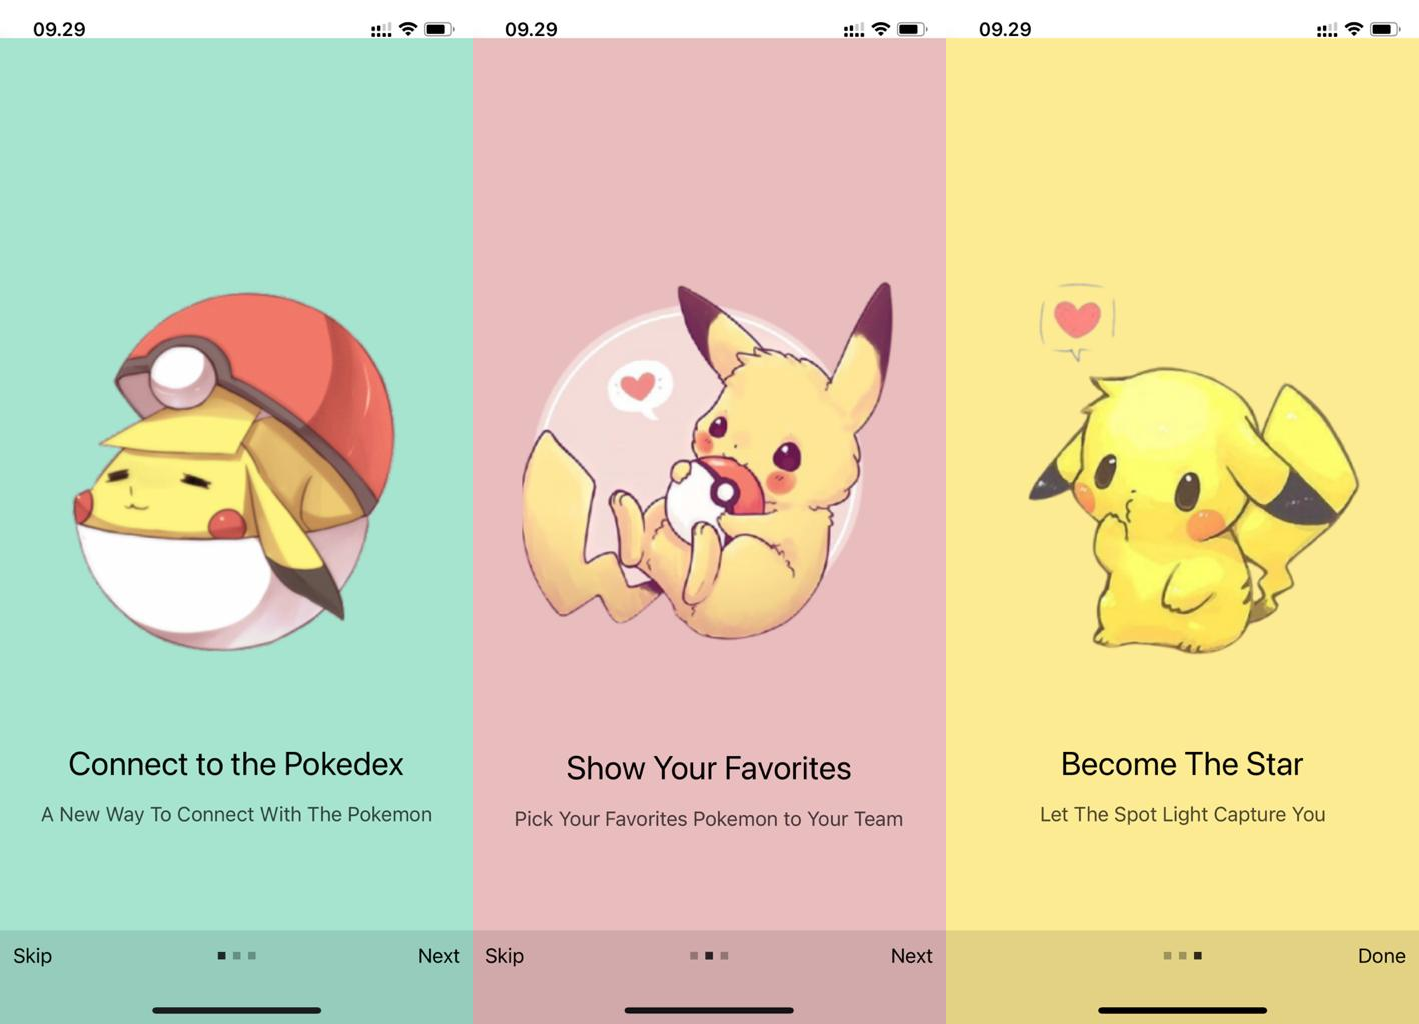 09.29
Connect to the Pokedex
A New Way To Connect With The Pokemon
Skip
Next
09.29
Show Your Favorites
Pick Your Favorites Pokemon to Your Team
Skip
Next
09.29
Become The Star
Let The Spot Light Capture You
Done